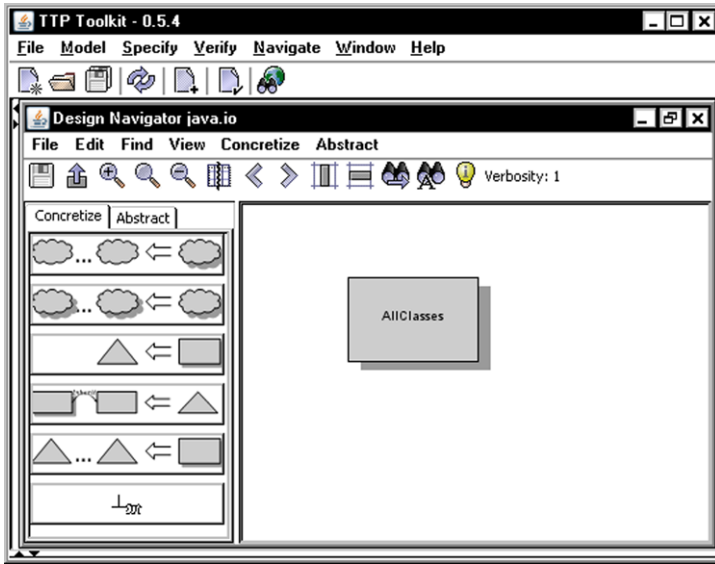 TTP Toolkit - 0.5.4
File Model Specify Verify Navigate Window Help
Design Navigator java.io
File Edit Find View Concretize Abstract
Verbosity: 1
Concretize Abstract
AllClasses
... 
...
...
⊥𝔐